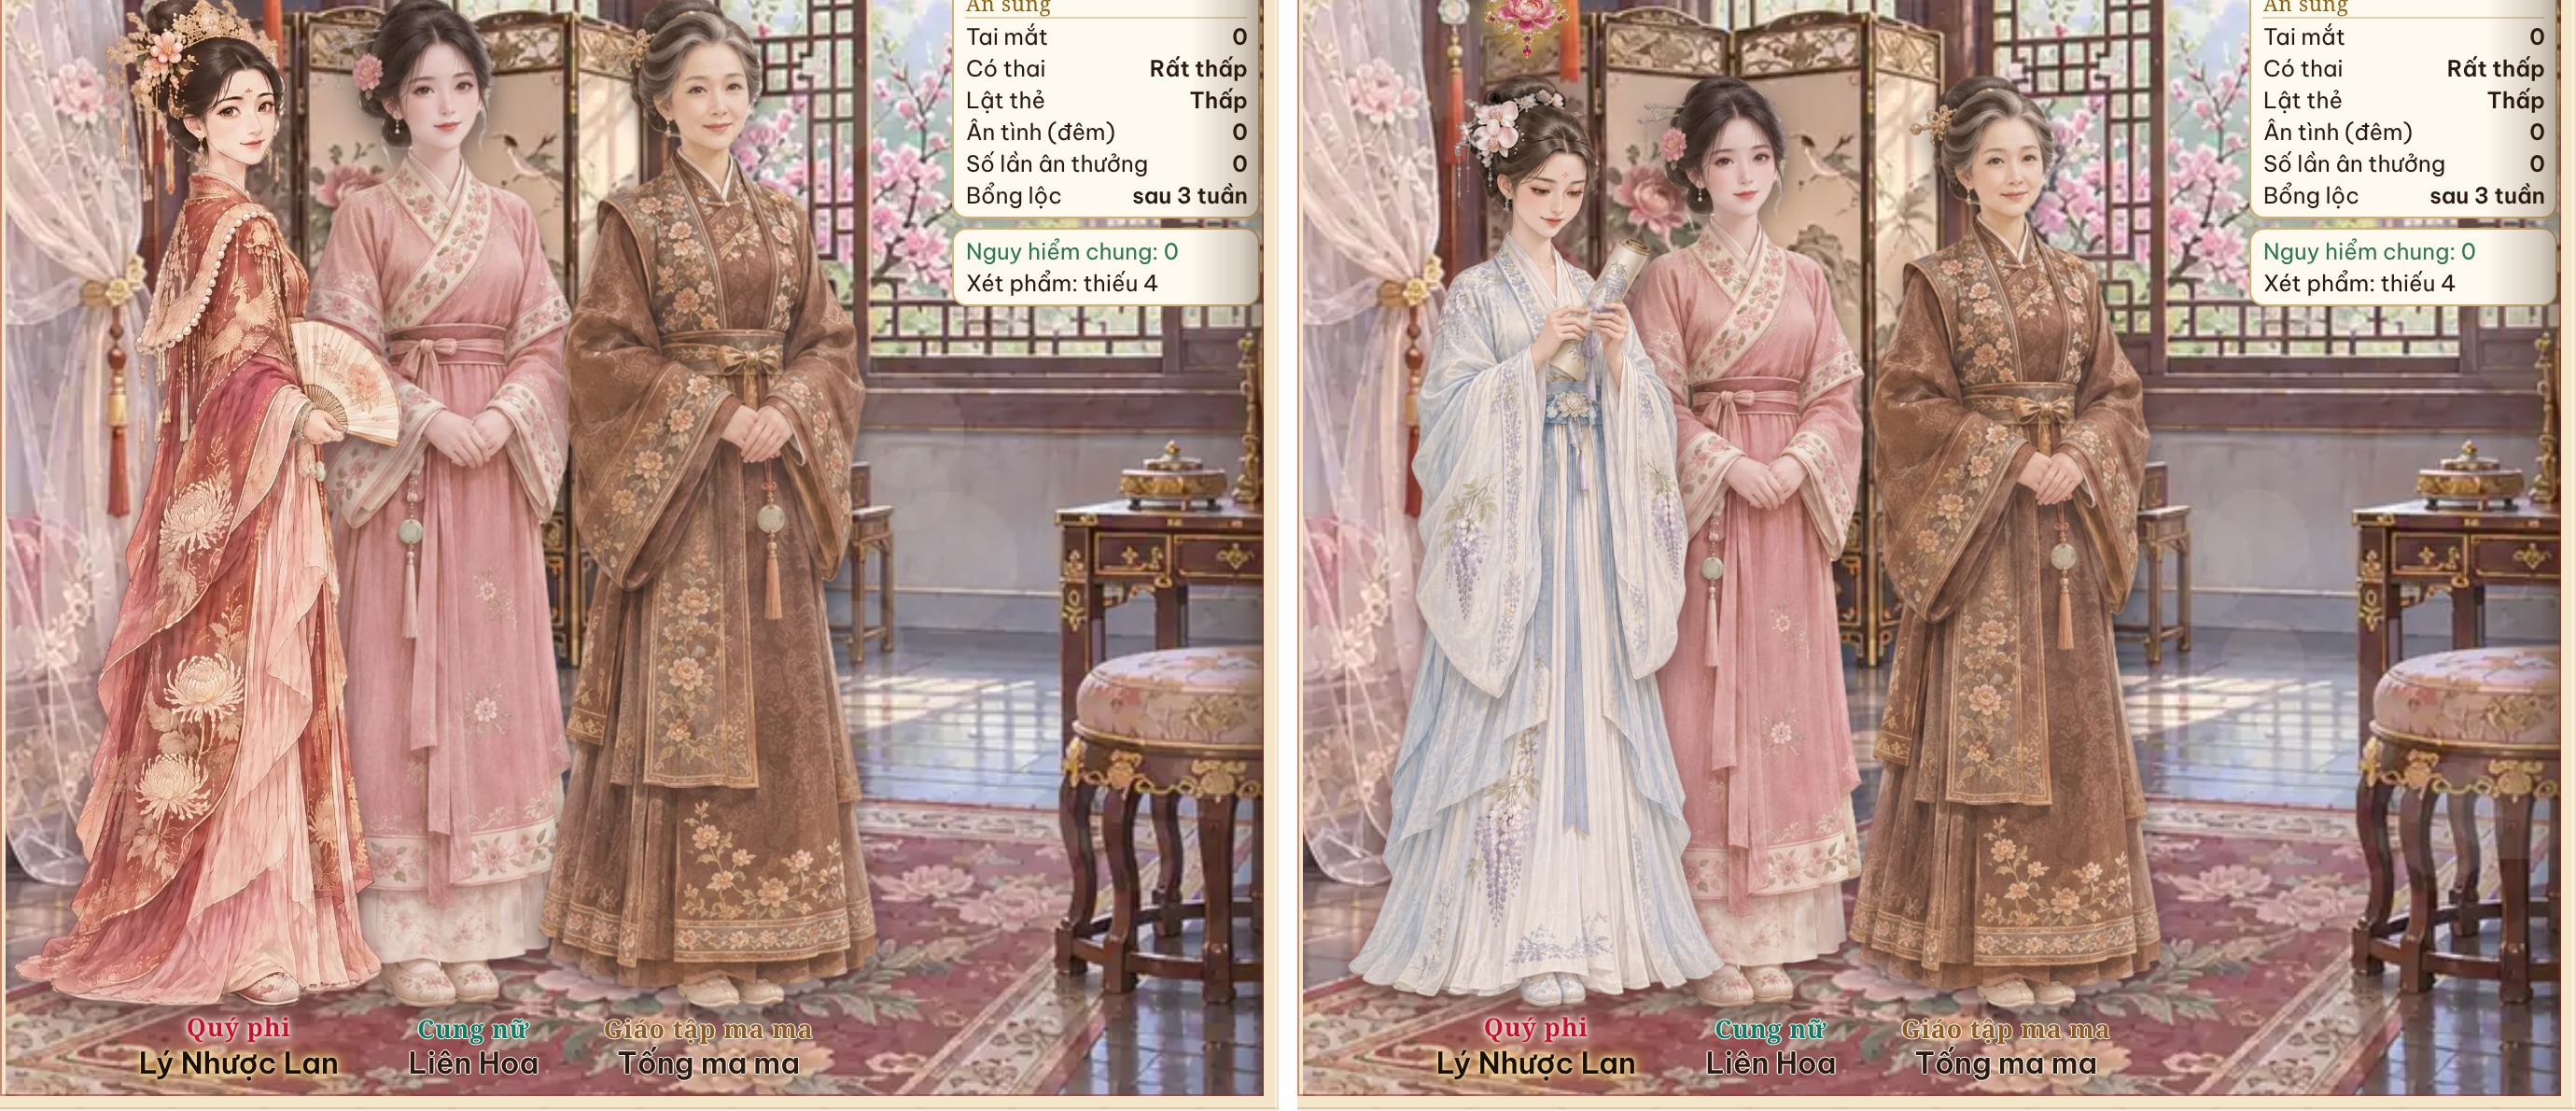 Ân sủng
Tai mắt 0
Có thai Rất thấp
Lật thẻ Thấp
Ân tình (đêm) 0
Số lần ân thưởng 0
Bổng lộc sau 3 tuần
Nguy hiểm chung: 0
Xét phẩm: thiếu 4
Quý phi
Lý Nhược Lan
Cung nữ
Liên Hoa
Giáo tập ma ma
Tống ma ma
Ân sủng
Tai mắt 0
Có thai Rất thấp
Lật thẻ Thấp
Ân tình (đêm) 0
Số lần ân thưởng 0
Bổng lộc sau 3 tuần
Nguy hiểm chung: 0
Xét phẩm: thiếu 4
Quý phi
Lý Nhược Lan
Cung nữ
Liên Hoa
Giáo tập ma ma
Tống ma ma